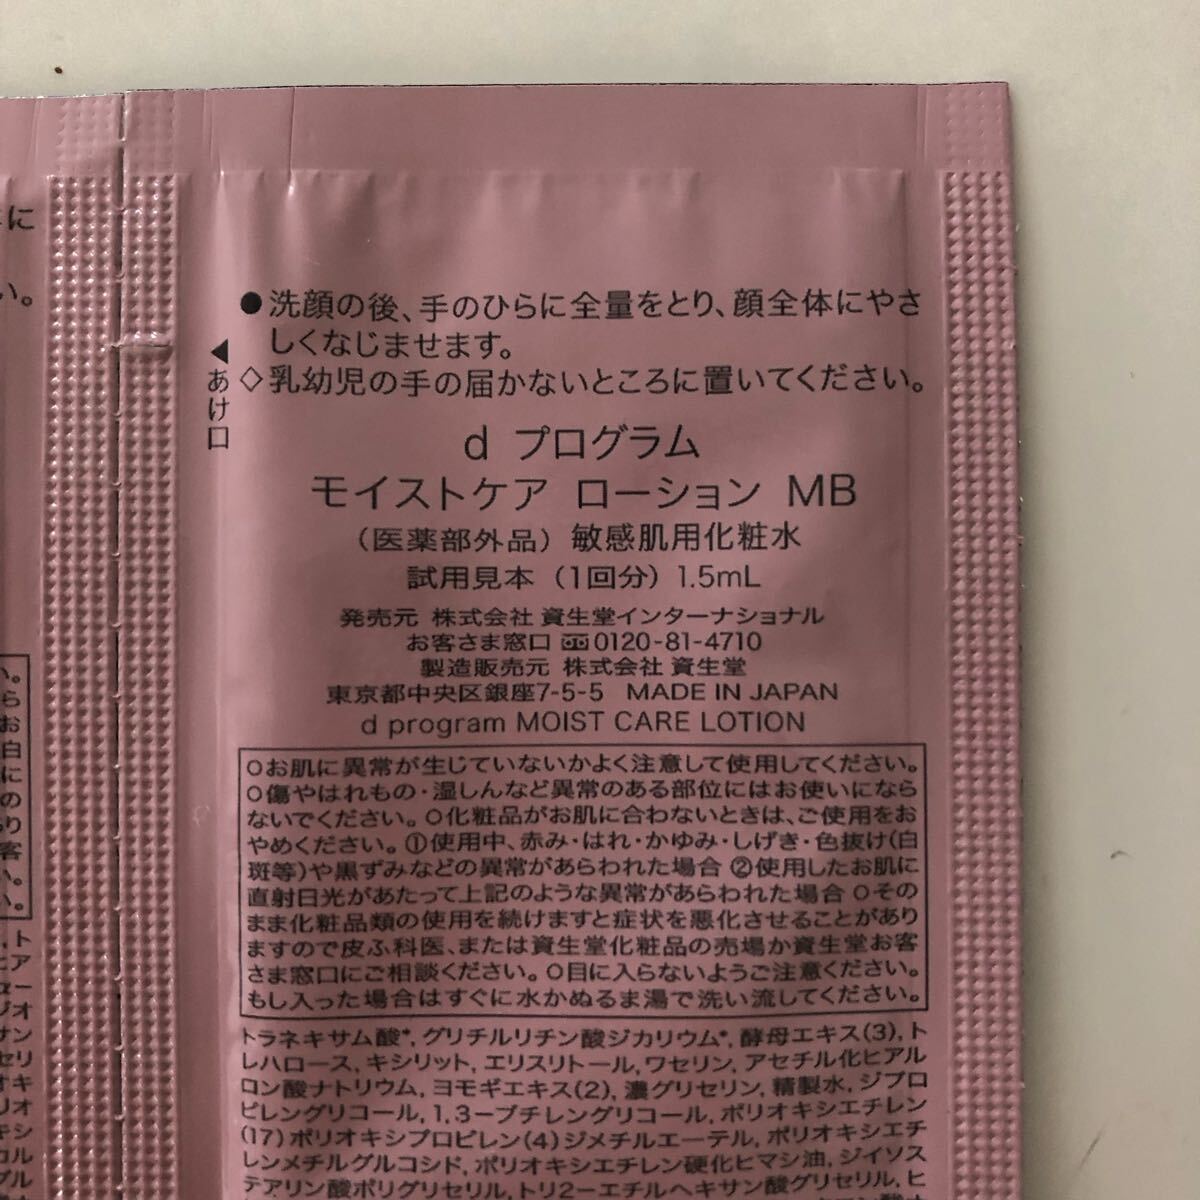 ●洗顔の後、手のひらに全量をとり、顔全体にやさ
しくなじませます。
◇乳幼児の手の届かないところに置いてください。
◀あけ口
d プログラム
モイストケア ローション MB
（医薬部外品）敏感肌用化粧水
試用見本（1回分）1.5mL
発売元 株式会社 資生堂インターナショナル
お客さま窓口 0120-81-4710
製造販売元 株式会社 資生堂
東京都中央区銀座7-5-5 MADE IN JAPAN
d program MOIST CARE LOTION
○お肌に異常が生じていないかよく注意して使用してください。
○傷やはれもの・湿しんなど異常のある部位にはお使いになら
ないでください。○化粧品がお肌に合わないときは、ご使用をお
やめください。①使用中、赤み・はれ・かゆみ・しげき・色抜け(白
斑等)や黒ずみなどの異常があらわれた場合 ②使用したお肌に
直射日光があたって上記のような異常があらわれた場合 ○その
まま化粧品類の使用を続けますと症状を悪化させることがあり
ますので皮ふ科医、または資生堂化粧品の売場か資生堂お客
さま窓口にご相談ください。○目に入らないようご注意ください。
もし入った場合はすぐに水かぬるま湯で洗い流してください。
トラネキサム酸*, グリチルリチン酸ジカリウム*, 酵母エキス(3), ト
レハロース, キシリット, エリスリトール, ワセリン, アセチル化ヒアル
ロン酸ナトリウム, ヨモギエキス(2), 濃グリセリン, 精製水, ジプロ
ピレングリコール, 1,3-ブチレングリコール, ポリオキシエチレン
(17)ポリオキシプロピレン(4)ジメチルエーテル, ポリオキシエチ
レンメチルグルコシド, ポリオキシエチレン硬化ヒマシ油, ジイソス
テアリン酸ポリグリセリル, トリ2-エチルヘキサン酸グリセリル, ヒ